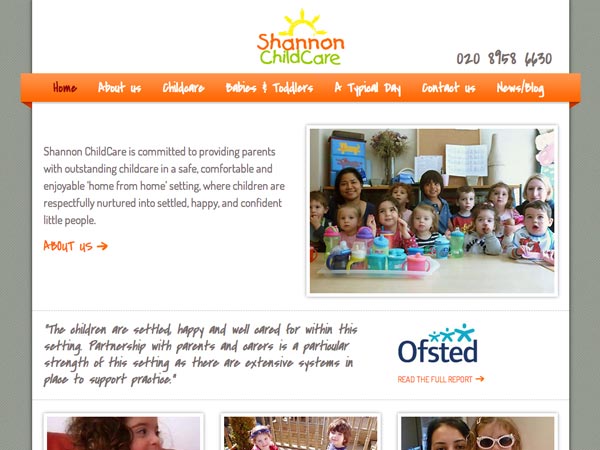 Shannon
ChildCare
020 8958 6630
Home About us Childcare Babies & Toddlers A Typical Day Contact us News/Blog
Shannon ChildCare is committed to providing parents
with outstanding childcare in a safe, comfortable and
enjoyable 'home from home' setting, where children are
respectfully nurtured into settled, happy, and confident
little people.
ABOUT US →
"The children are settled, happy and well cared for within this
setting. Partnership with parents and carers is a particular
strength of this setting as there are extensive systems in
place to support practice."
Ofsted
READ THE FULL REPORT →